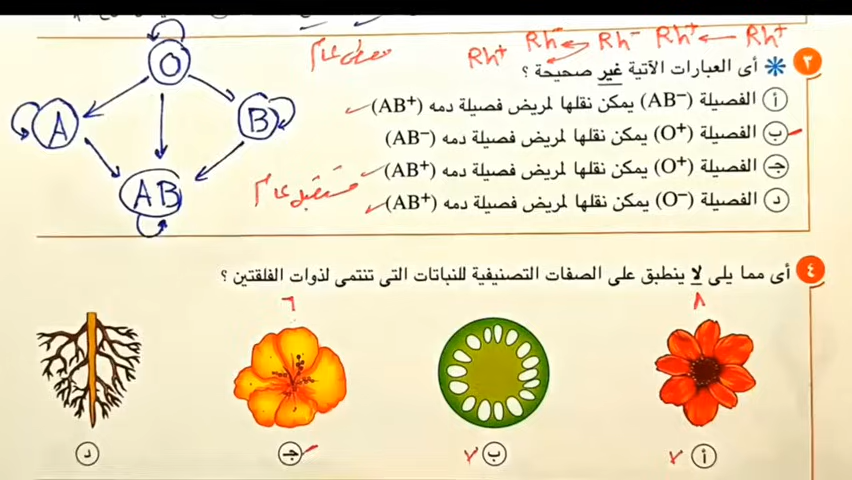 Rh⁺ Rh⁻ Rh⁻ Rh⁺ Rh⁺
معطى عام
٣
أى العبارات الآتية غير صحيحة ؟
أ الفصيلة (AB⁻) يمكن نقلها لمريض فصيلة دمه (AB⁺)
ب الفصيلة (O⁺) يمكن نقلها لمريض فصيلة دمه (AB⁻)
جـ الفصيلة (O⁺) يمكن نقلها لمريض فصيلة دمه (AB⁺)
د الفصيلة (O⁻) يمكن نقلها لمريض فصيلة دمه (AB⁺)
O
A
B
AB
مستقبل عام
٤
أى مما يلى لا ينطبق على الصفات التصنيفية للنباتات التى تنتمى لذوات الفلقتين ؟
٨
٦
أ
ب
جـ
د